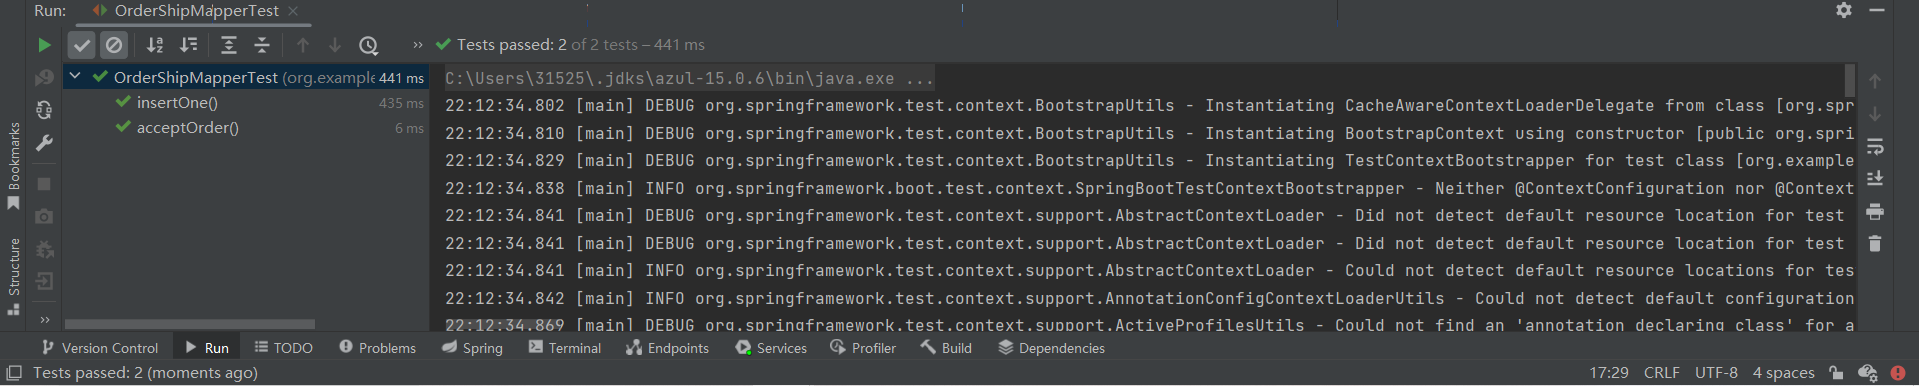 Run: OrderShipMapperTest
Tests passed: 2 of 2 tests – 441 ms
OrderShipMapperTest (org.example 441 ms
insertOne() 435 ms
acceptOrder() 6 ms
C:\Users\31525\.jdks\azul-15.0.6\bin\java.exe ...
22:12:34.802 [main] DEBUG org.springframework.test.context.BootstrapUtils - Instantiating CacheAwareContextLoaderDelegate from class [org.spr
22:12:34.810 [main] DEBUG org.springframework.test.context.BootstrapUtils - Instantiating BootstrapContext using constructor [public org.spri
22:12:34.829 [main] DEBUG org.springframework.test.context.BootstrapUtils - Instantiating TestContextBootstrapper for test class [org.example
22:12:34.838 [main] INFO org.springframework.boot.test.context.SpringBootTestContextBootstrapper - Neither @ContextConfiguration nor @Context
22:12:34.841 [main] DEBUG org.springframework.test.context.support.AbstractContextLoader - Did not detect default resource location for test
22:12:34.841 [main] DEBUG org.springframework.test.context.support.AbstractContextLoader - Did not detect default resource location for test
22:12:34.841 [main] INFO org.springframework.test.context.support.AbstractContextLoader - Could not detect default resource locations for tes
22:12:34.842 [main] INFO org.springframework.test.context.support.AnnotationConfigContextLoaderUtils - Could not detect default configuration
22:12:34.869 [main] DEBUG org.springframework.test.context.support.ActiveProfilesUtils - Could not find an 'annotation declaring class' for a
Bookmarks
Structure
Version Control Run TODO Problems Spring Terminal Endpoints Services Profiler Build Dependencies
Tests passed: 2 (moments ago) 17:29 CRLF UTF-8 4 spaces